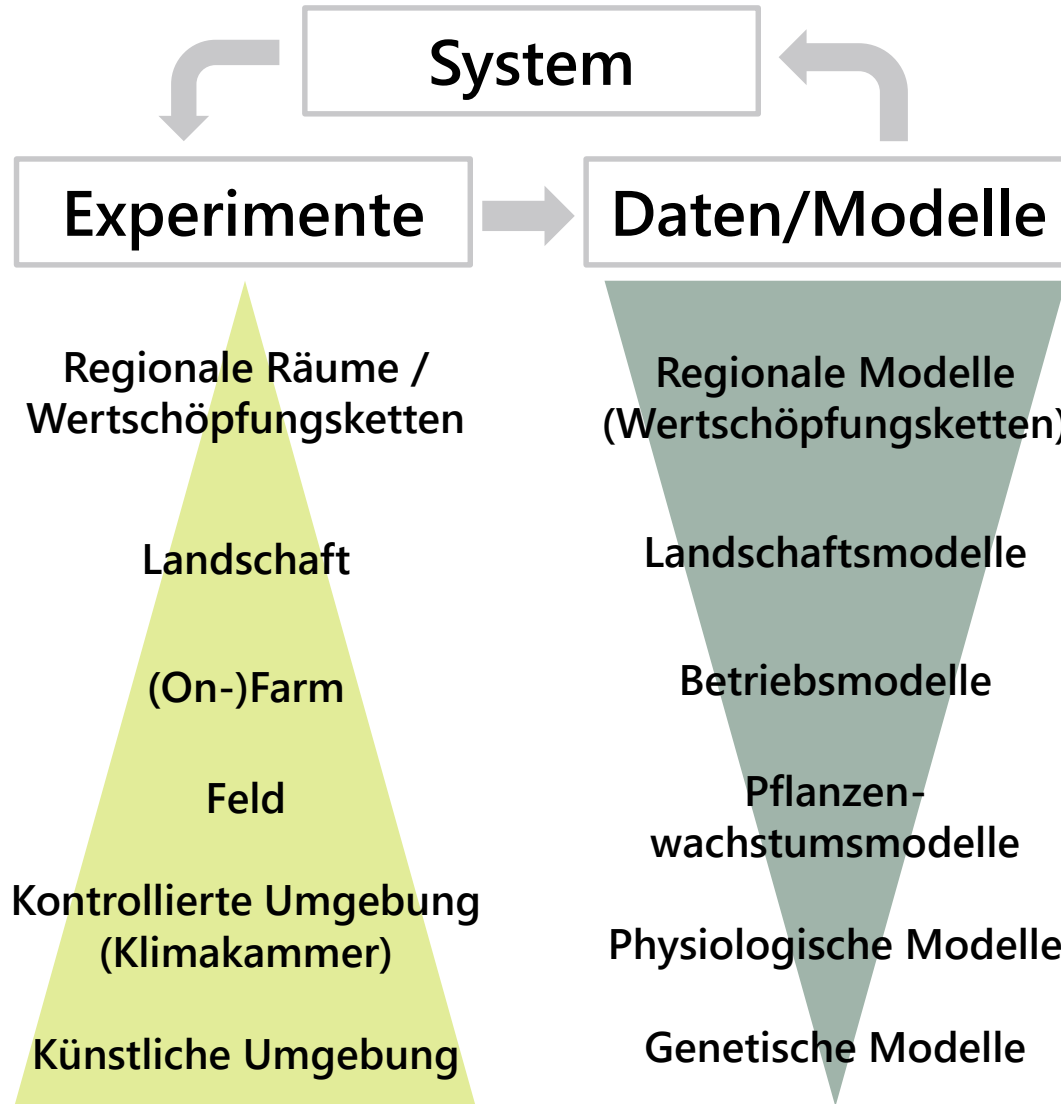 System
Experimente
Daten/Modelle
Regionale Räume /
Wertschöpfungsketten
Landschaft
(On-)Farm
Feld
Kontrollierte Umgebung
(Klimakammer)
Künstliche Umgebung
Regionale Modelle
(Wertschöpfungsketten)
Landschaftsmodelle
Betriebsmodelle
Pflanzen-
wachstumsmodelle
Physiologische Modelle
Genetische Modelle